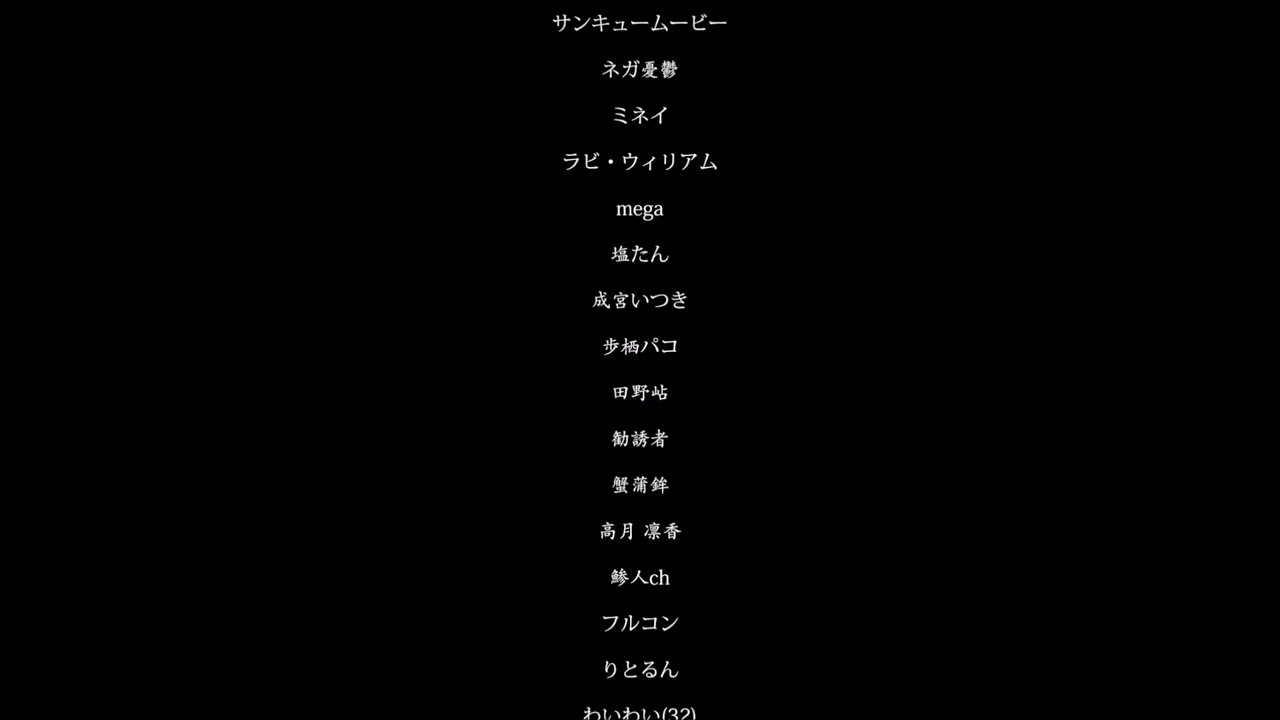 サンキュームービー
ネガ憂鬱
ミネイ
ラビ・ウィリアム
mega
塩たん
成宮いつき
歩栖パコ
田野岾
勧誘者
蟹蒲鉾
高月 凛香
鯵人ch
フルコン
りとるん
わいわい(32)